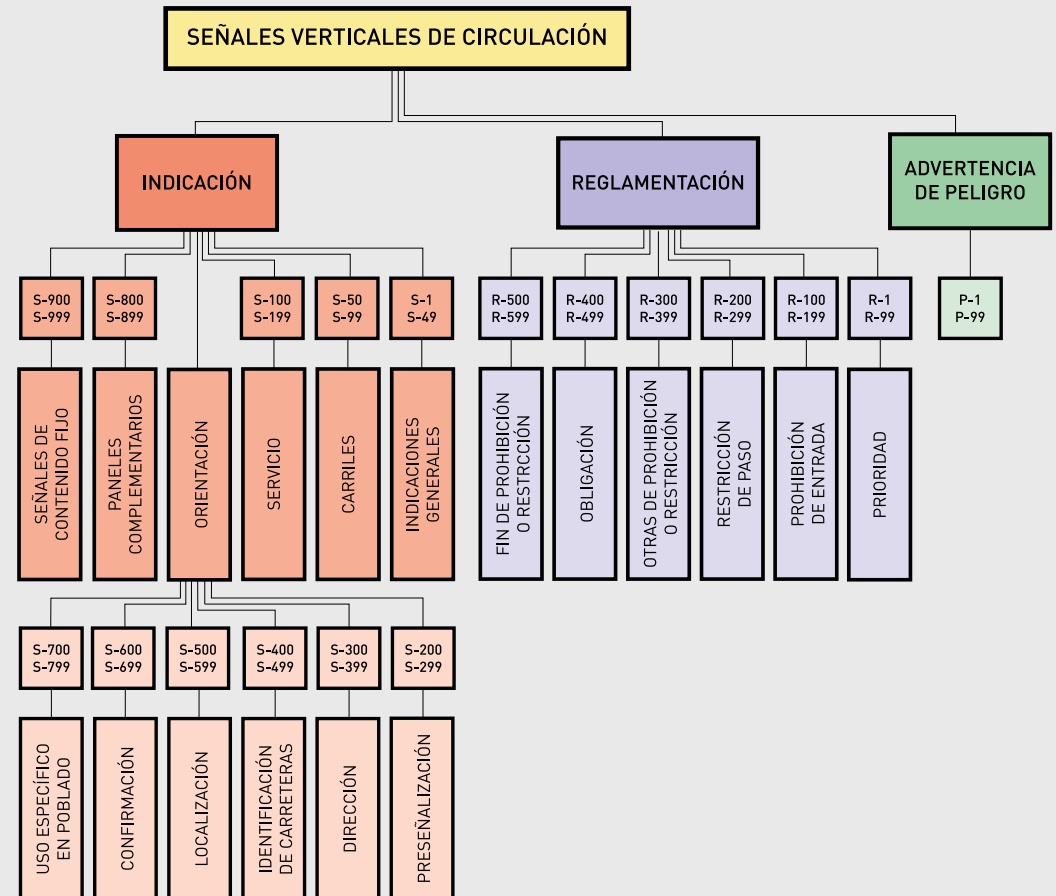 SEÑALES VERTICALES DE CIRCULACIÓN
INDICACIÓN
REGLAMENTACIÓN
ADVERTENCIA
DE PELIGRO
S-900
S-999
S-800
S-899
S-100
S-199
S-50
S-99
S-1
S-49
R-500
R-599
R-400
R-499
R-300
R-399
R-200
R-299
R-100
R-199
R-1
R-99
P-1
P-99
SEÑALES DE
CONTENIDO FIJO
PANELES
COMPLEMENTARIOS
ORIENTACIÓN
SERVICIO
CARRILES
INDICACIONES
GENERALES
FIN DE PROHIBICIÓN
O RESTRCCIÓN
OBLIGACIÓN
OTRAS DE PROHIBICIÓN
O RESTRICCIÓN
RESTRICCIÓN
DE PASO
PROHIBICIÓN
DE ENTRADA
PRIORIDAD
S-700
S-799
S-600
S-699
S-500
S-599
S-400
S-499
S-300
S-399
S-200
S-299
USO ESPECÍFICO
EN POBLADO
CONFIRMACIÓN
LOCALIZACIÓN
IDENTIFICACIÓN
DE CARRETERAS
DIRECCIÓN
PRESEÑALIZACIÓN